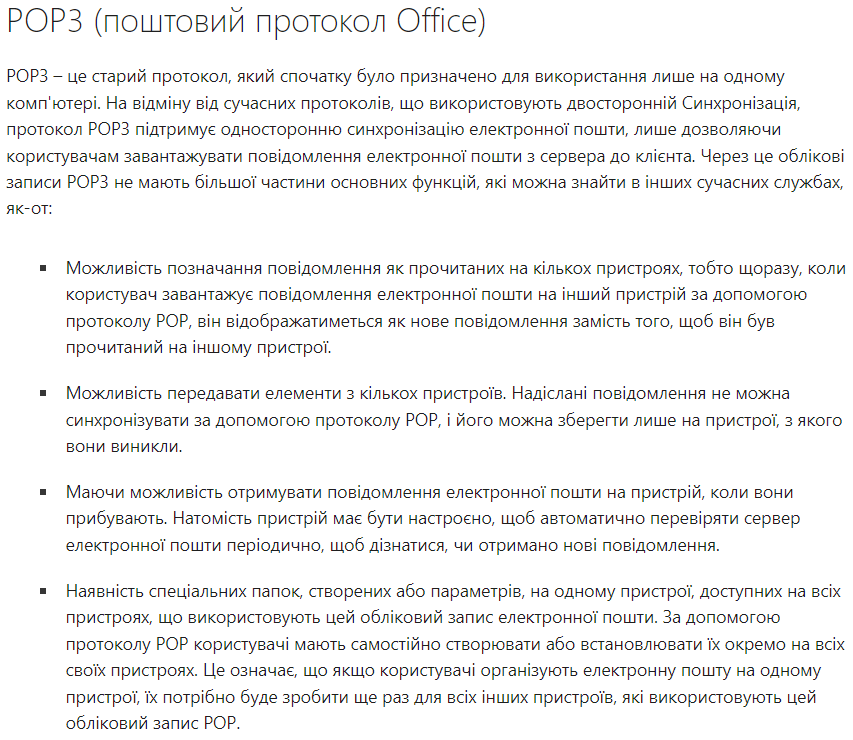 POP3 (поштовий протокол Office)
POP3 – це старий протокол, який спочатку було призначено для використання лише на одному
комп'ютері. На відміну від сучасних протоколів, що використовують двосторонній Синхронізація,
протокол POP3 підтримує односторонню синхронізацію електронної пошти, лише дозволяючи
користувачам завантажувати повідомлення електронної пошти з сервера до клієнта. Через це облікові
записи POP3 не мають більшої частини основних функцій, які можна знайти в інших сучасних службах,
як-от:
Можливість позначання повідомлення як прочитаних на кількох пристроях, тобто щоразу, коли
користувач завантажує повідомлення електронної пошти на інший пристрій за допомогою
протоколу POP, він відображатиметься як нове повідомлення замість того, щоб він був
прочитаний на іншому пристрої.
Можливість передавати елементи з кількох пристроїв. Надіслані повідомлення не можна
синхронізувати за допомогою протоколу POP, і його можна зберегти лише на пристрої, з якого
вони виникли.
Маючи можливість отримувати повідомлення електронної пошти на пристрій, коли вони
прибувають. Натомість пристрій має бути настроєно, щоб автоматично перевіряти сервер
електронної пошти періодично, щоб дізнатися, чи отримано нові повідомлення.
Наявність спеціальних папок, створених або параметрів, на одному пристрої, доступних на всіх
пристроях, що використовують цей обліковий запис електронної пошти. За допомогою
протоколу POP користувачі мають самостійно створювати або встановлювати їх окремо на всіх
своїх пристроях. Це означає, що якщо користувачі організують електронну пошту на одному
пристрої, їх потрібно буде зробити ще раз для всіх інших пристроїв, які використовують цей
обліковий запис POP.